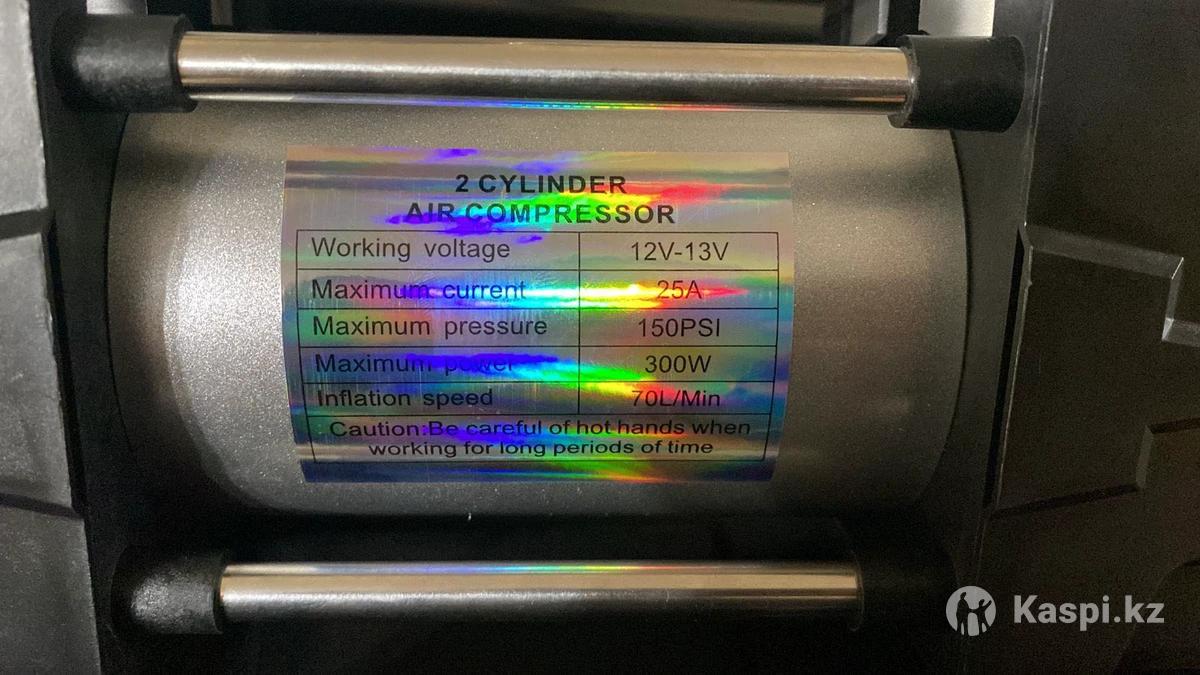 2 CYLINDER
AIR COMPRESSOR
Working voltage 12V-13V
Maximum current 25A
Maximum pressure 150PSI
Maximum power 300W
Inflation speed 70L/Min
Caution:Be careful of hot hands when
working for long periods of time
Kaspi.kz